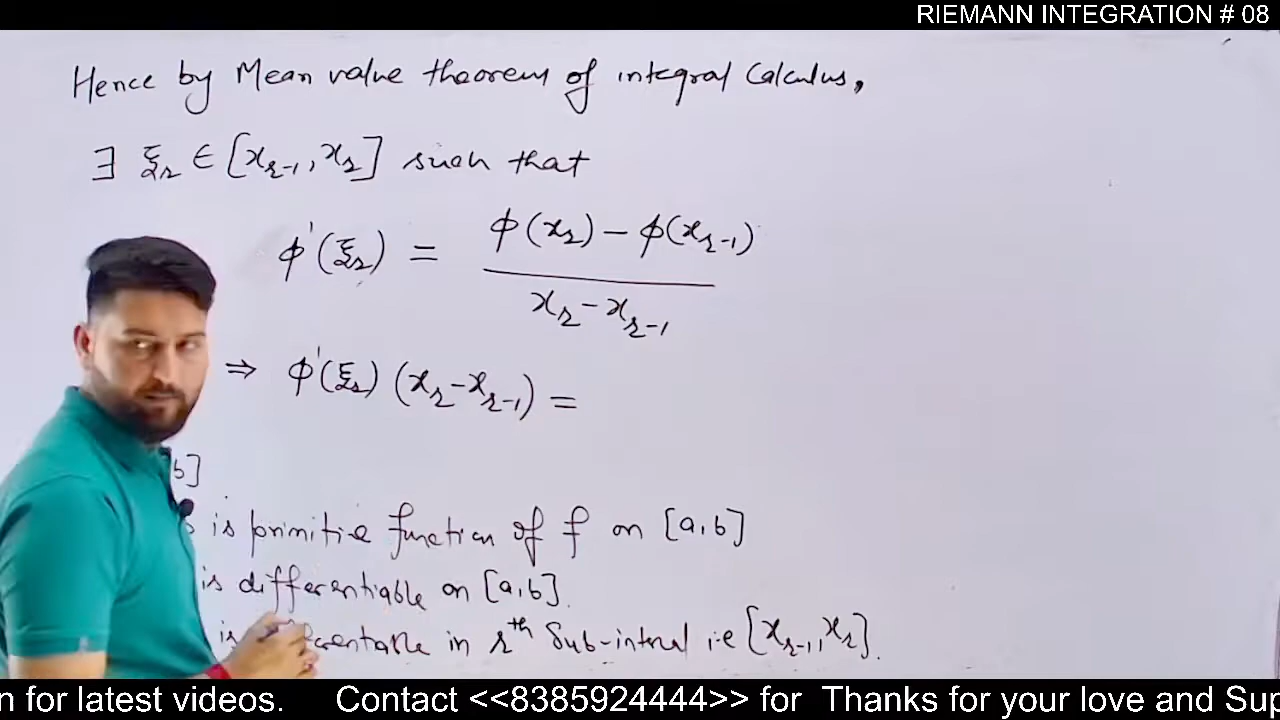 RIEMANN INTEGRATION # 08
Hence by Mean value theorem of integral Calculus,
∃ ξᵣ ∈ [xᵣ₋₁, xᵣ] such that
φ'(ξᵣ) = (φ(xᵣ) − φ(xᵣ₋₁)) / (xᵣ − xᵣ₋₁)
⇒ φ'(ξᵣ) (xᵣ − xᵣ₋₁) =
b]
is primitive function of f on [a,b]
is differentiable on [a,b].
is in rᵗʰ Sub-interval i.e [xᵣ₋₁, xᵣ].
n for latest videos. Contact <<8385924444>> for Thanks for your love and Sup